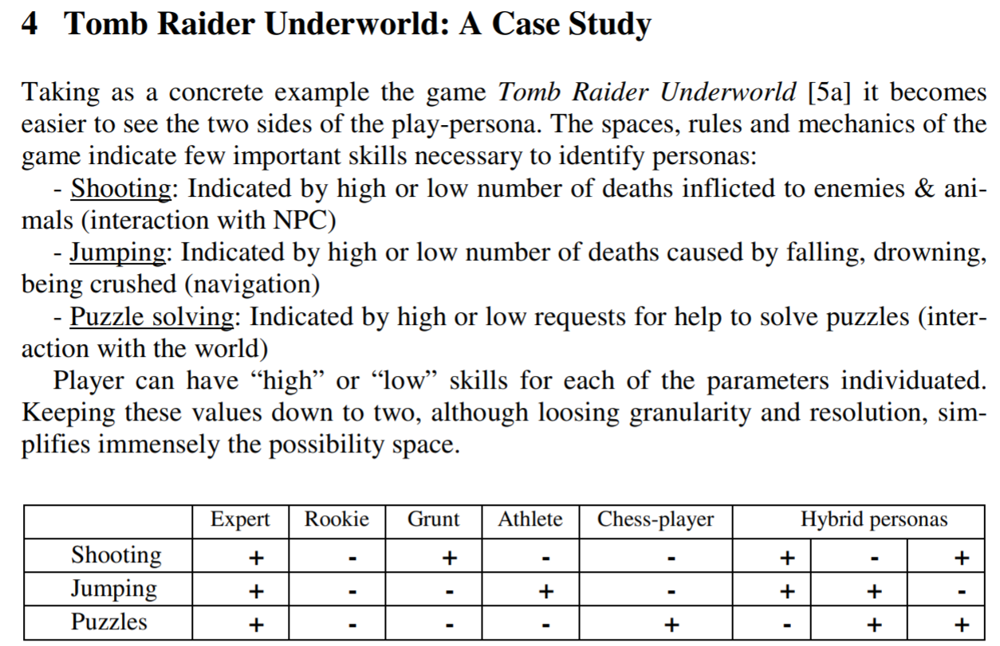 4 Tomb Raider Underworld: A Case Study
Taking as a concrete example the game Tomb Raider Underworld [5a] it becomes
easier to see the two sides of the play-persona. The spaces, rules and mechanics of the
game indicate few important skills necessary to identify personas:
- Shooting: Indicated by high or low number of deaths inflicted to enemies & ani-
mals (interaction with NPC)
- Jumping: Indicated by high or low number of deaths caused by falling, drowning,
being crushed (navigation)
- Puzzle solving: Indicated by high or low requests for help to solve puzzles (inter-
action with the world)
Player can have “high” or “low” skills for each of the parameters individuated.
Keeping these values down to two, although loosing granularity and resolution, sim-
plifies immensely the possibility space.
Expert Rookie Grunt Athlete Chess-player Hybrid personas
Shooting + - + - - + - +
Jumping + - - + - + + -
Puzzles + - - - + - + +